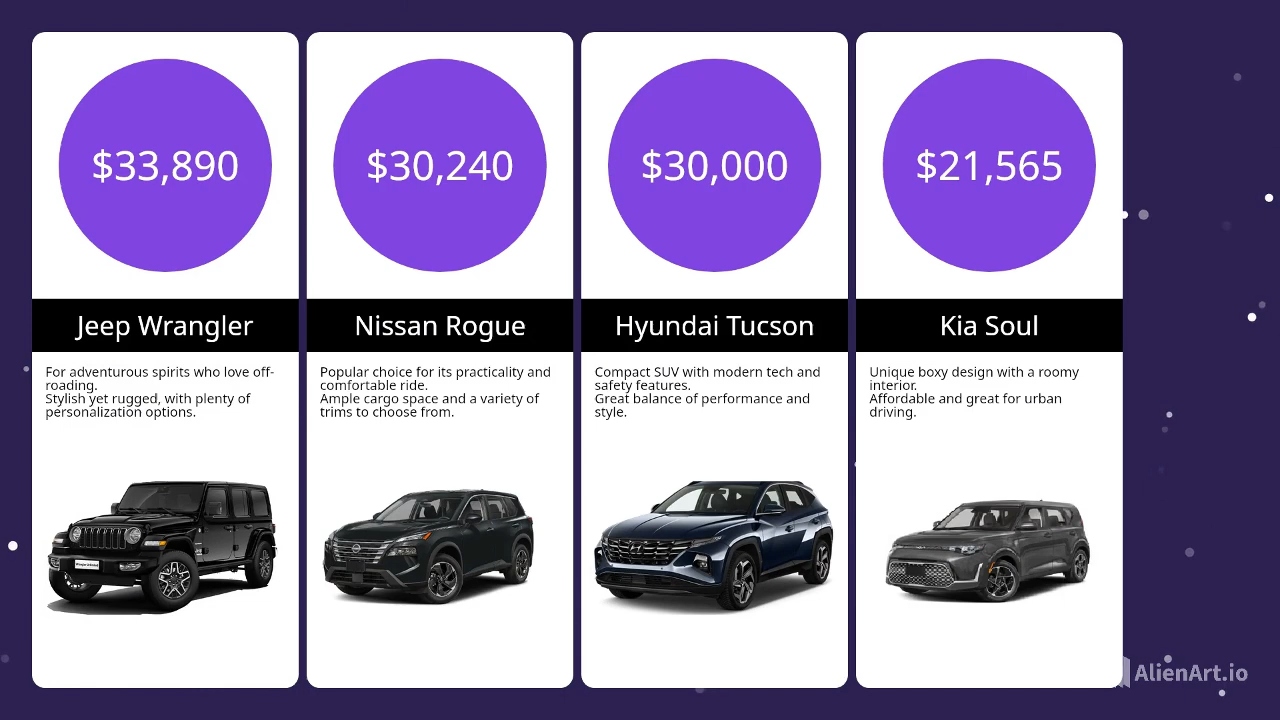 $33,890
Jeep Wrangler
For adventurous spirits who love off-
roading.
Stylish yet rugged, with plenty of
personalization options.
$30,240
Nissan Rogue
Popular choice for its practicality and
comfortable ride.
Ample cargo space and a variety of
trims to choose from.
$30,000
Hyundai Tucson
Compact SUV with modern tech and
safety features.
Great balance of performance and
style.
$21,565
Kia Soul
Unique boxy design with a roomy
interior.
Affordable and great for urban
driving.
AlienArt.io